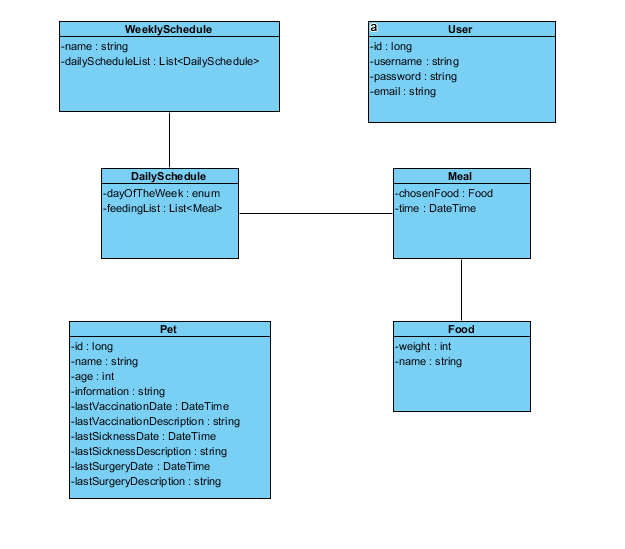 WeeklySchedule
-name : string
-dailyScheduleList : List<DailySchedule>
a
User
-id : long
-username : string
-password : string
-email : string
DailySchedule
-dayOfTheWeek : enum
-feedingList : List<Meal>
Meal
-chosenFood : Food
-time : DateTime
Pet
-id : long
-name : string
-age : int
-information : string
-lastVaccinationDate : DateTime
-lastVaccinationDescription : string
-lastSicknessDate : DateTime
-lastSicknessDescription : string
-lastSurgeryDate : DateTime
-lastSurgeryDescription : string
Food
-weight : int
-name : string